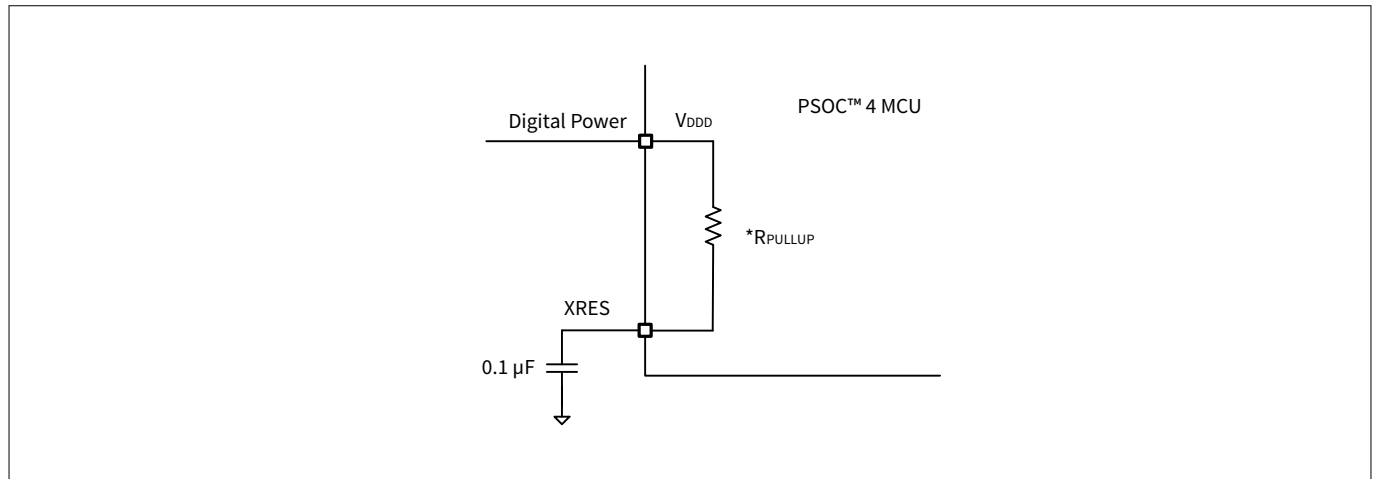 PSOC™ 4 MCU
Digital Power
VDDD
*RPULLUP
XRES
0.1 µF